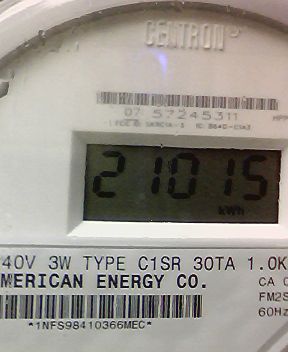 CENTRON
07 57245311
21015
kWh
40V 3W TYPE C1SR 30TA 1.0K
MERICAN ENERGY CO.
CA 0
FM2S
60Hz
*1NFS98410366MEC*